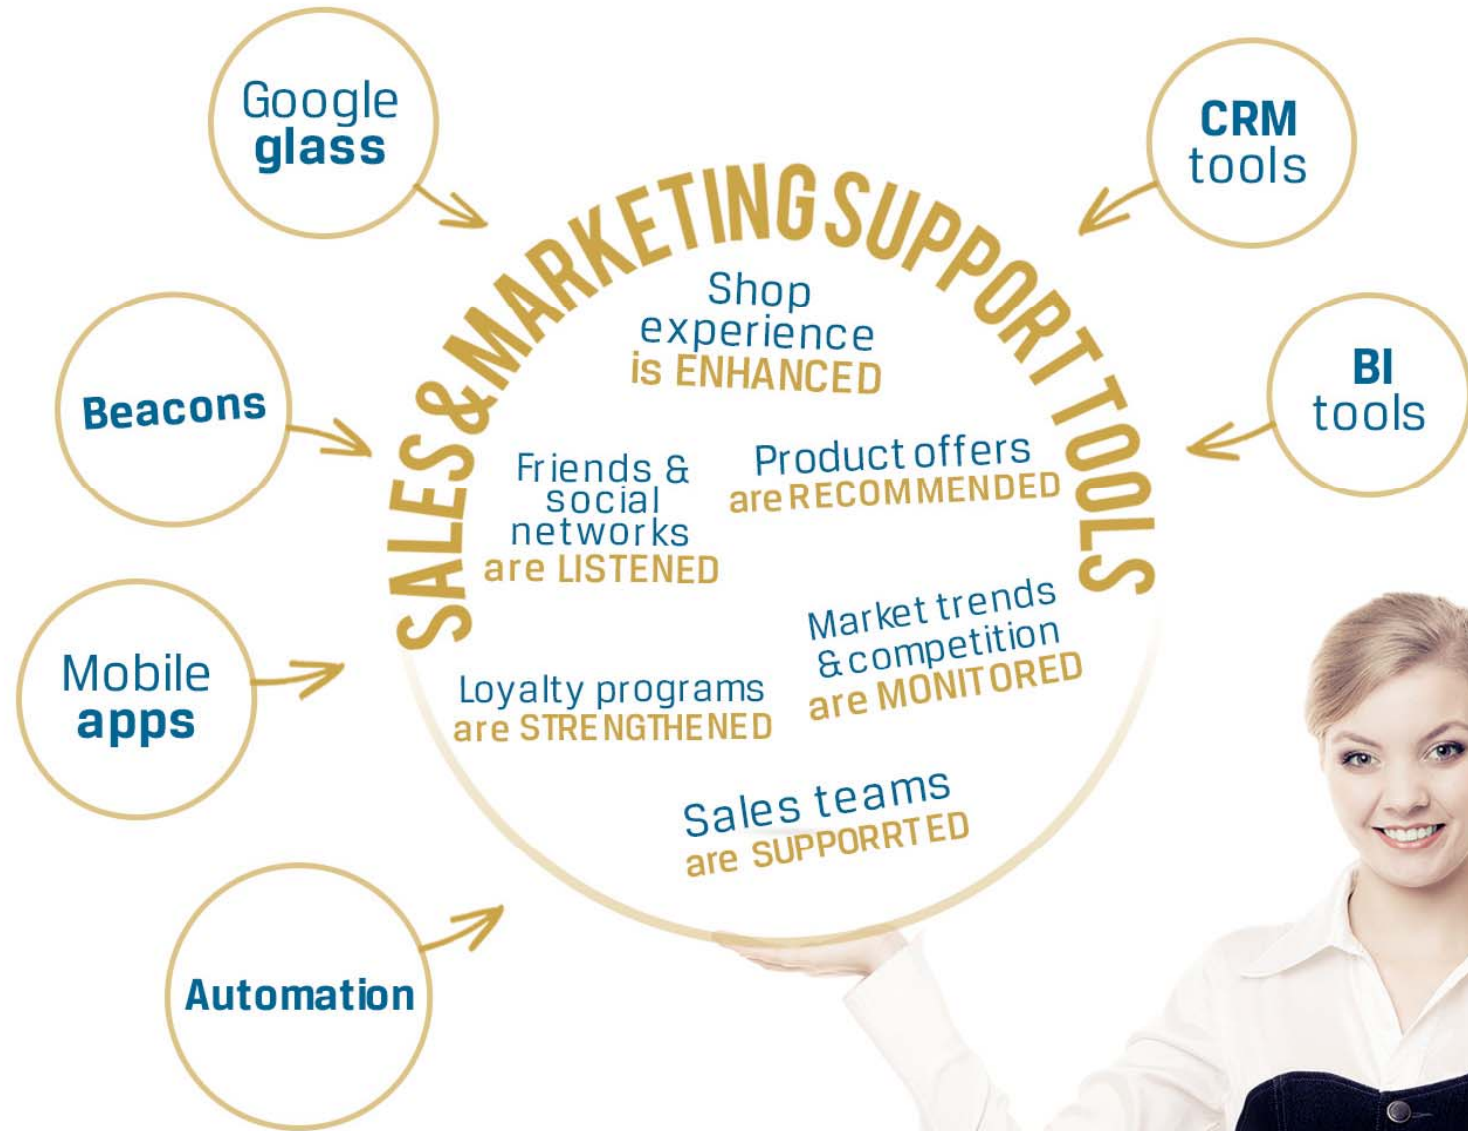 Google
glass
CRM
tools
SALES & MARKETING SUPPORT TOOLS
Shop
experience
is ENHANCED
Beacons
BI
tools
Friends &
social
networks
are LISTENED
Product offers
are RECOMMENDED
Mobile
apps
Market trends
& competition
are MONITORED
Loyalty programs
are STRENGTHENED
Sales teams
are SUPPORRTED
Automation